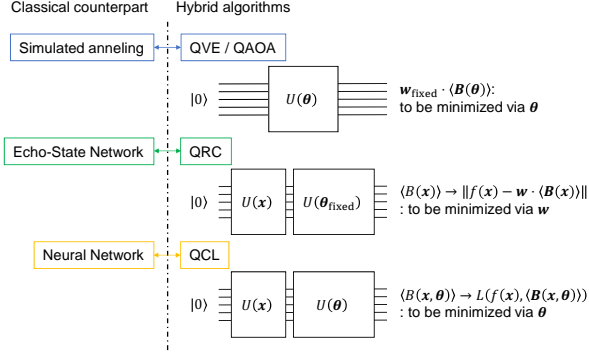 Classical counterpart Hybrid algorithms
Simulated anneling QVE / QAOA
|0⟩ U(θ) w_fixed · ⟨B(θ)⟩:
to be minimized via θ
Echo-State Network QRC
|0⟩ U(x) U(θ_fixed) ⟨B(x)⟩ → ‖f(x) − w · ⟨B(x)⟩‖
: to be minimized via w
Neural Network QCL
|0⟩ U(x) U(θ) ⟨B(x, θ)⟩ → L(f(x), ⟨B(x, θ)⟩)
: to be minimized via θ